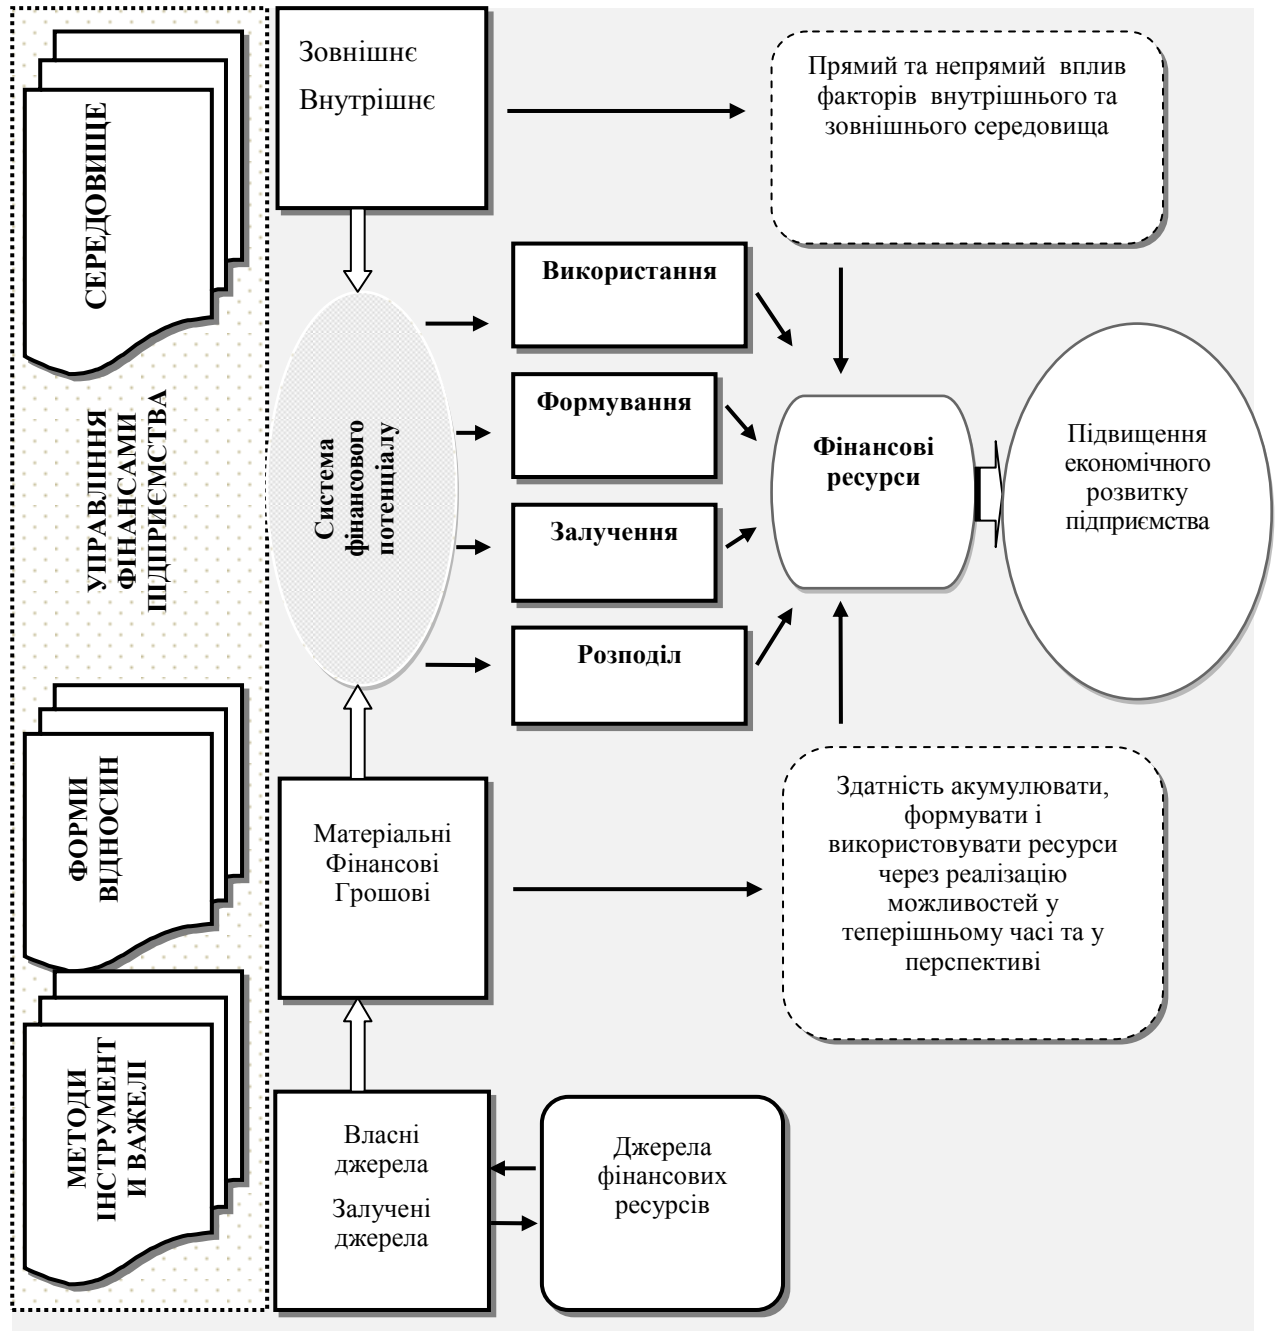 СЕРЕДОВИЩЕ
УПРАВЛІННЯ
ФІНАНСАМИ
ПІДПРИЄМСТВА
ФОРМИ
ВІДНОСИН
МЕТОДИ
ІНСТРУМЕНТ
И ВАЖЕЛІ
Зовнішнє
Внутрішнє
Прямий та непрямий вплив
факторів внутрішнього та
зовнішнього середовища
Система
фінансового
потенціалу
Використання
Формування
Залучення
Розподіл
Фінансові
ресурси
Підвищення
економічного
розвитку
підприємства
Матеріальні
Фінансові
Грошові
Здатність акумулювати,
формувати і
використовувати ресурси
через реалізацію
можливостей у
теперішньому часі та у
перспективі
Власні
джерела
Залучені
джерела
Джерела
фінансових
ресурсів